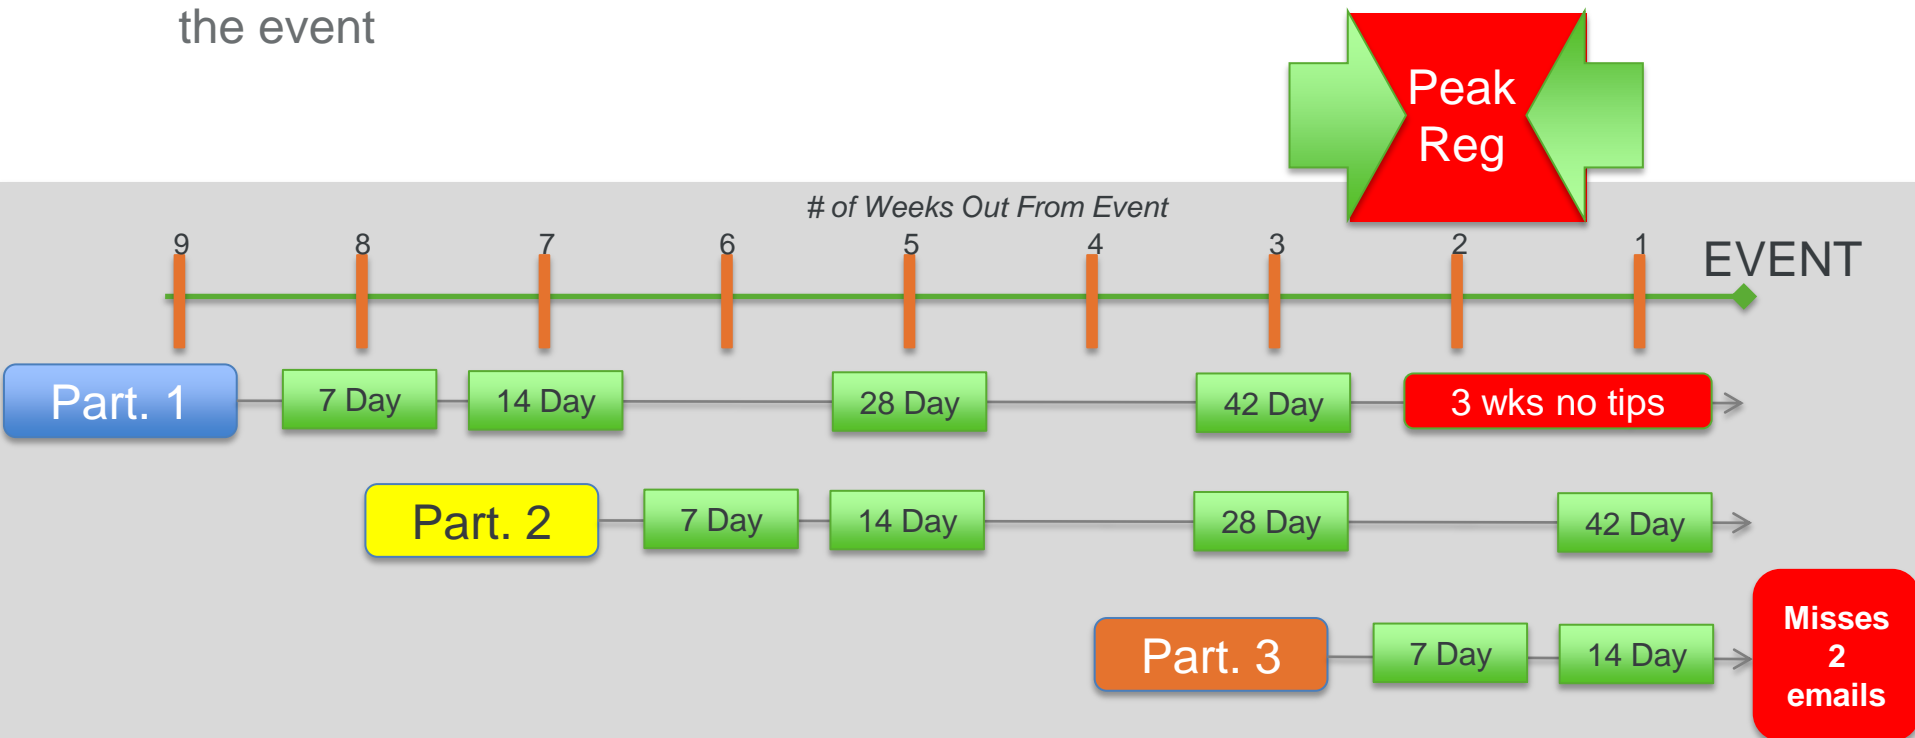 the event
Peak
Reg
# of Weeks Out From Event
9 8 7 6 5 4 3 2 1 EVENT
Part. 1 7 Day 14 Day 28 Day 42 Day 3 wks no tips
Part. 2 7 Day 14 Day 28 Day 42 Day
Part. 3 7 Day 14 Day
Misses
2
emails